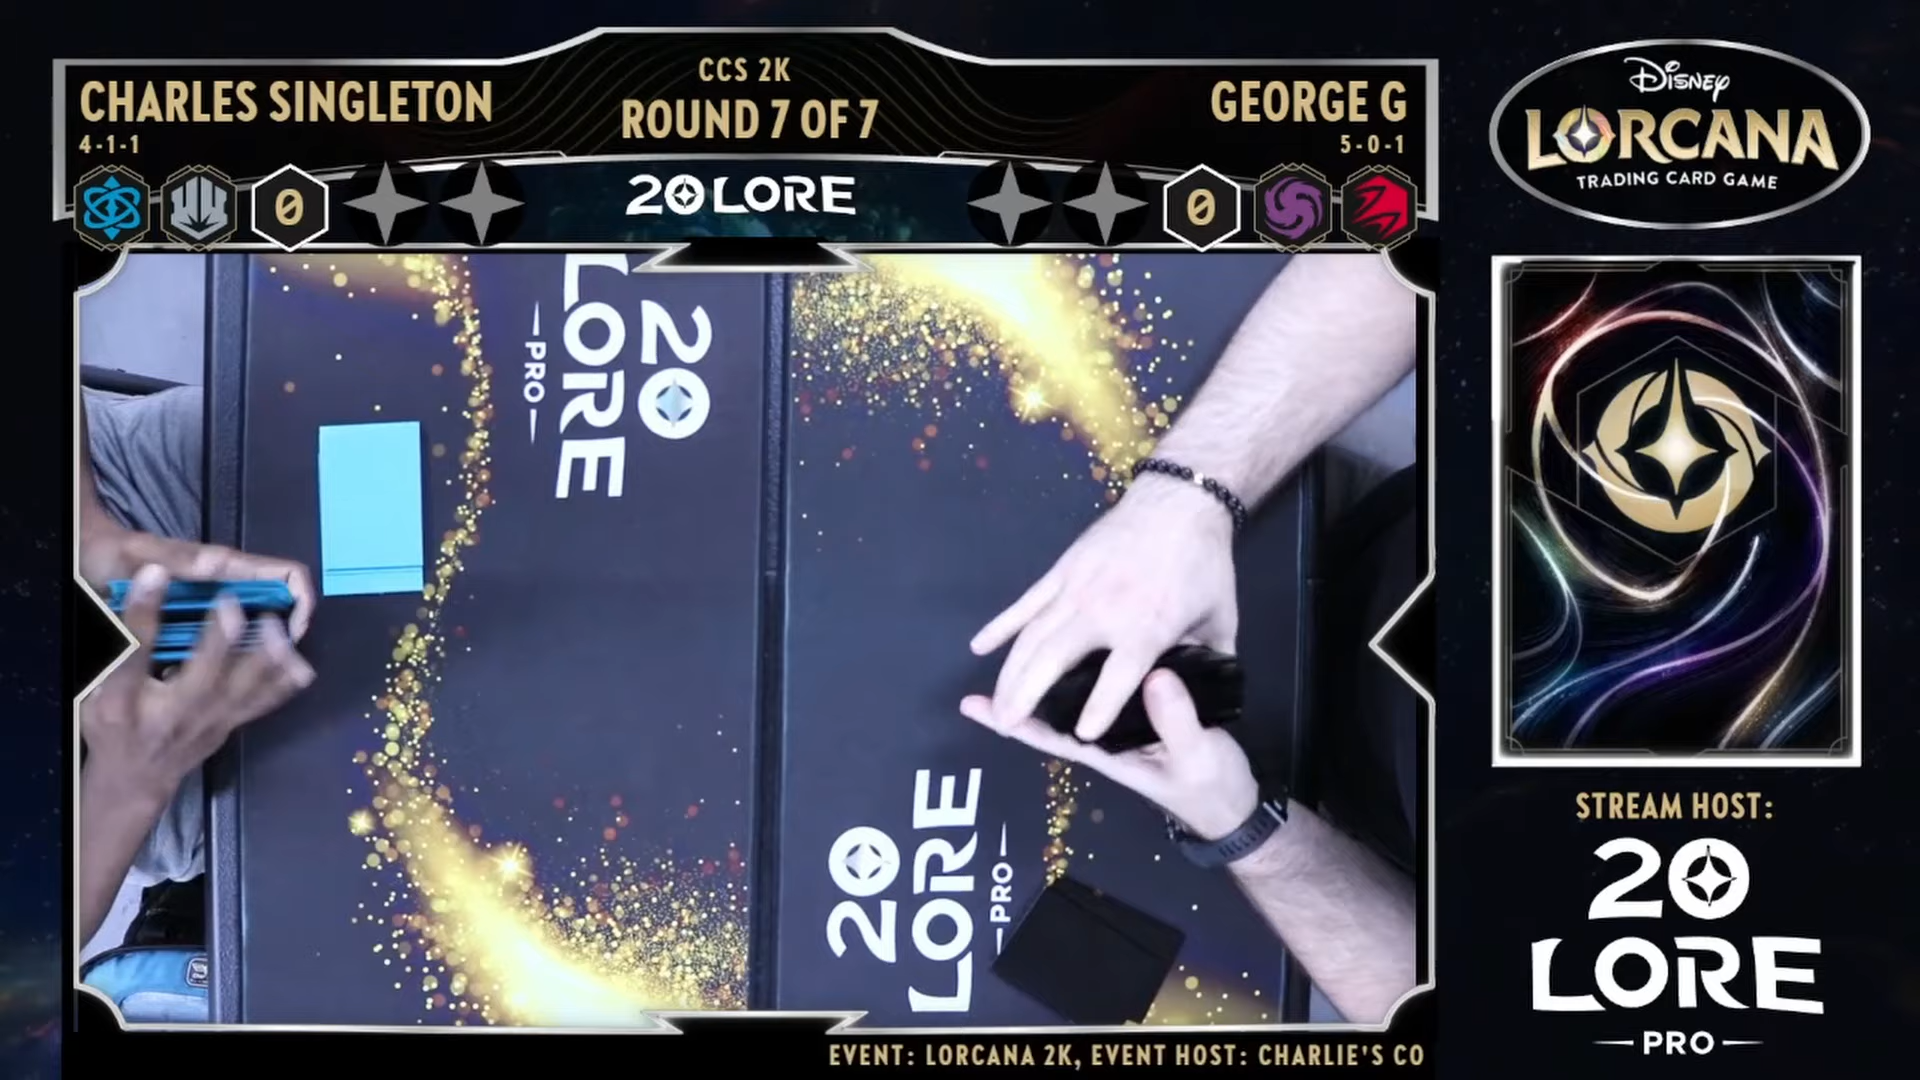 CHARLES SINGLETON
4-1-1
0
CCS 2K
ROUND 7 OF 7
20 LORE
GEORGE G
5-0-1
0
Disney
LORCANA
TRADING CARD GAME
20
LORE
PRO
20
LORE
PRO
STREAM HOST:
20
LORE
PRO
EVENT: LORCANA 2K, EVENT HOST: CHARLIE'S CO